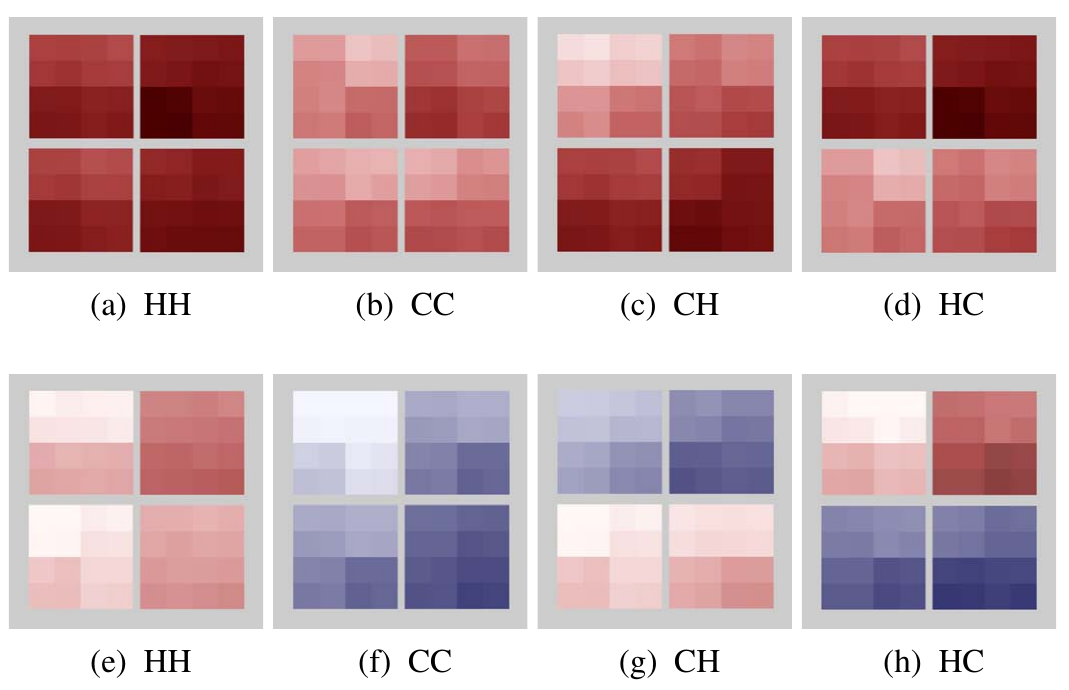 (a) HH (b) CC (c) CH (d) HC
(e) HH (f) CC (g) CH (h) HC